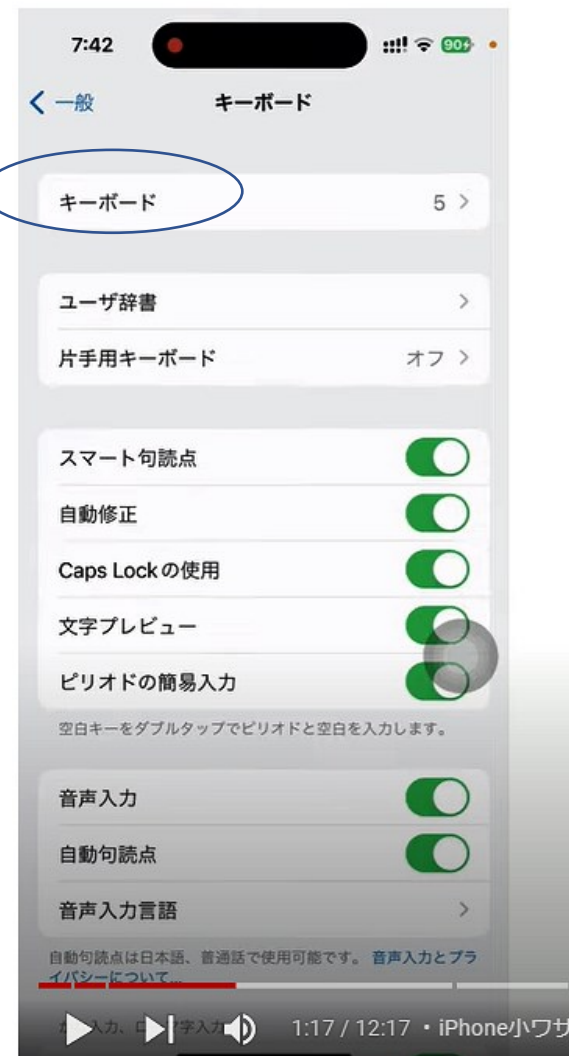 7:42
90
一般
キーボード
キーボード 5
ユーザ辞書
片手用キーボード オフ
スマート句読点
自動修正
Caps Lockの使用
文字プレビュー
ピリオドの簡易入力
空白キーをダブルタップでピリオドと空白を入力します。
音声入力
自動句読点
音声入力言語
自動句読点は日本語、普通話で使用可能です。 音声入力とプラ
イバシーについて...
1:17 / 12:17 • iPhone小ワサ